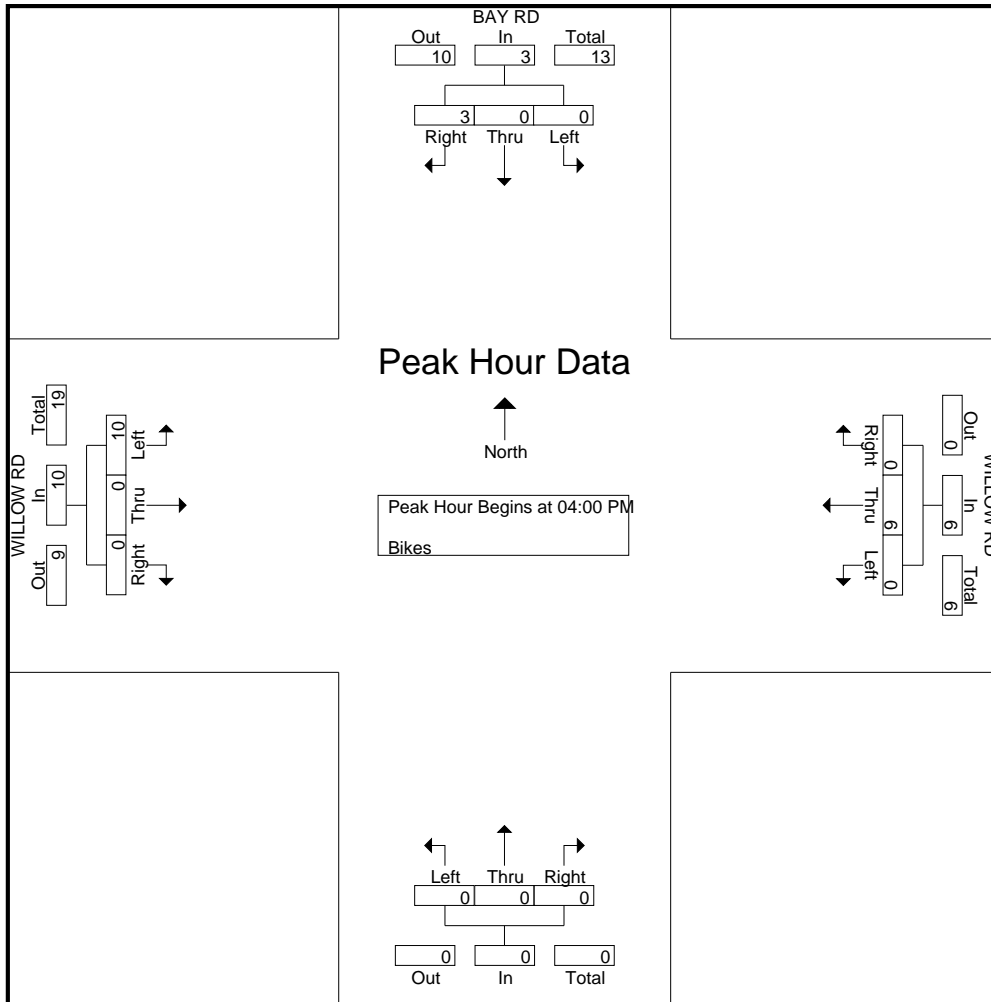 BAY RD
Out In Total
10 3 13
3 0 0
Right Thru Left
Peak Hour Data
North
Peak Hour Begins at 04:00 PM
Bikes
WILLOW RD
Total In Out
19 10 9
10 0 0
Left Thru Right
WILLOW RD
Out In Total
0 6 6
0 6 0
Right Thru Left
Left Thru Right
0 0 0
0 0 0
Out In Total